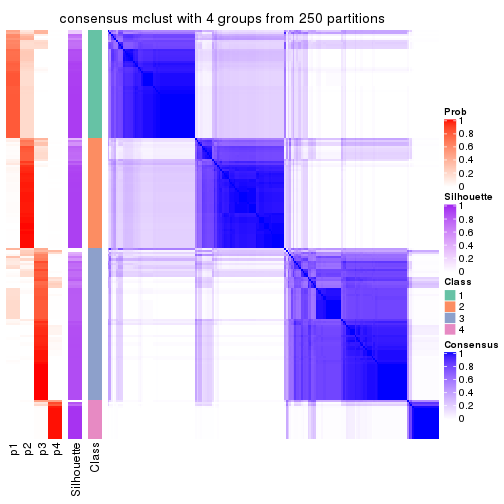 consensus mclust with 4 groups from 250 partitions
Prob
1
0.8
0.6
0.4
0.2
0
Silhouette
1
0.8
0.6
0.4
0.2
0
Class
1
2
3
4
Consensus
1
0.8
0.6
0.4
0.2
0
p1
p2
p3
p4
Silhouette
Class